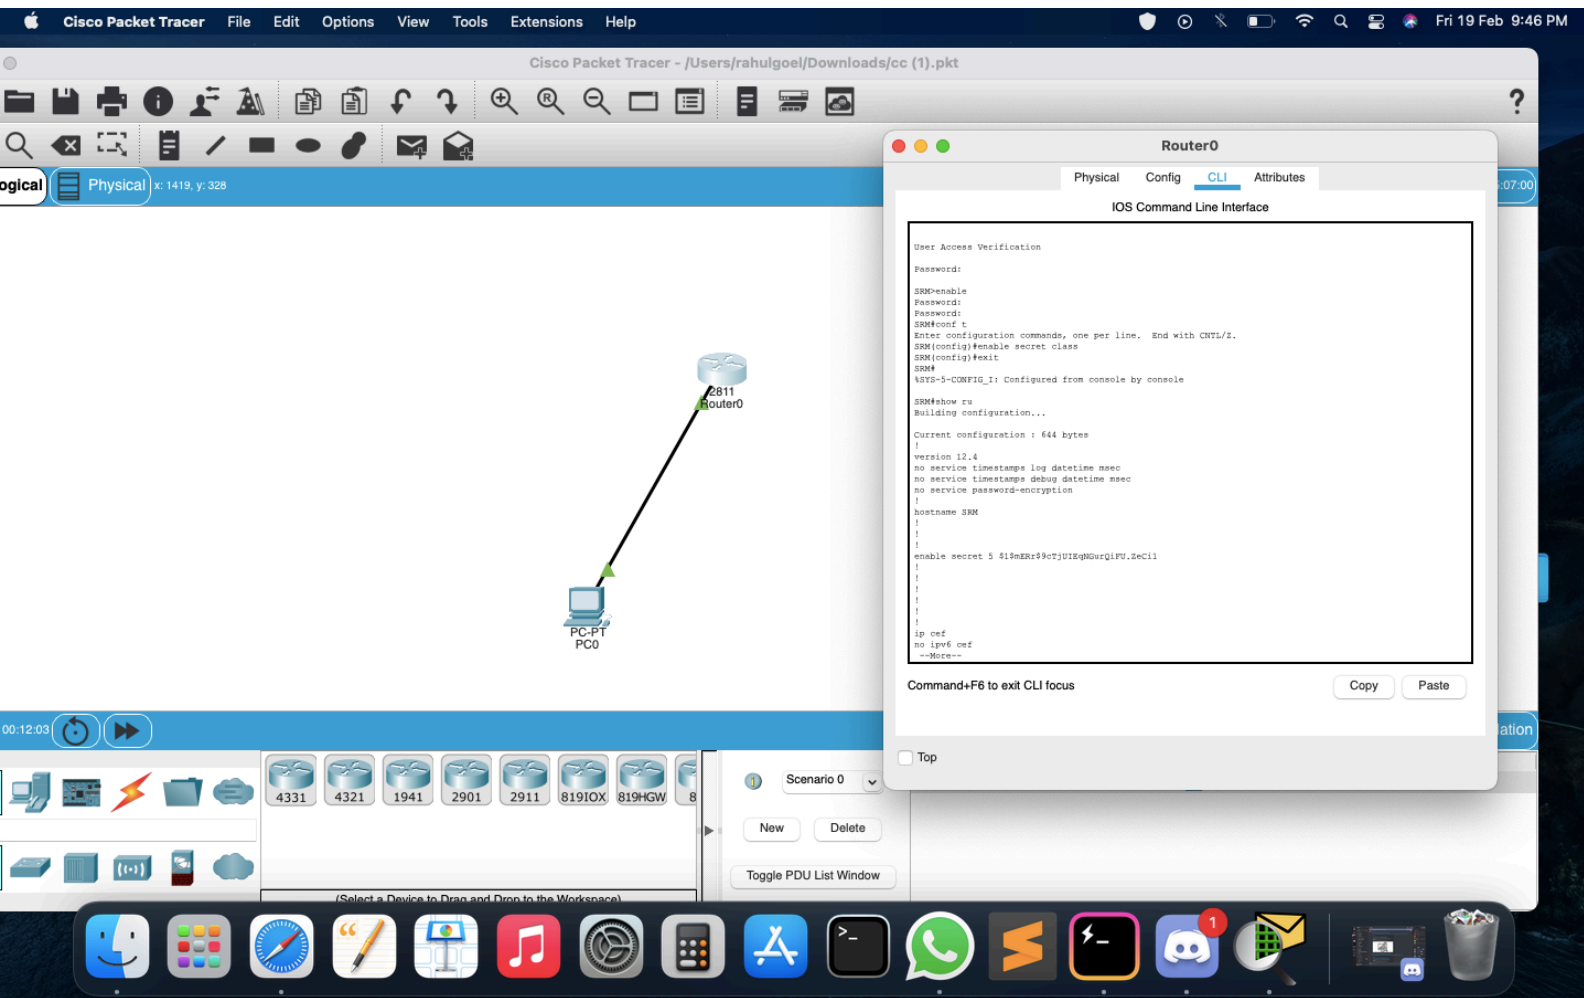 Cisco Packet Tracer File Edit Options View Tools Extensions Help Fri 19 Feb 9:46 PM
Cisco Packet Tracer - /Users/rahulgoel/Downloads/cc (1).pkt
?
ogical Physical x: 1419, y: 328
:07:00
Router0
Physical Config CLI Attributes
IOS Command Line Interface
User Access Verification
Password:
SRM>enable
Password:
Password:
SRM#conf t
Enter configuration commands, one per line. End with CNTL/Z.
SRM(config)#enable secret class
SRM(config)#exit
SRM#
%SYS-5-CONFIG_I: Configured from console by console
SRM#show ru
Building configuration...
Current configuration : 644 bytes
!
version 12.4
no service timestamps log datetime msec
no service timestamps debug datetime msec
no service password-encryption
!
hostname SRM
!
!
!
enable secret 5 $1$mERr$9cTjUIEqNGurQiFU.ZeCi1
!
!
!
!
!
!
ip cef
no ipv6 cef
--More--
Command+F6 to exit CLI focus
Copy Paste
Top
2811
Router0
PC-PT
PC0
00:12:03
lation
4331 4321 1941 2901 2911 819IOX 819HGW 8
Scenario 0
New Delete
Toggle PDU List Window
(Select a Device to Drag and Drop to the Workspace)
1